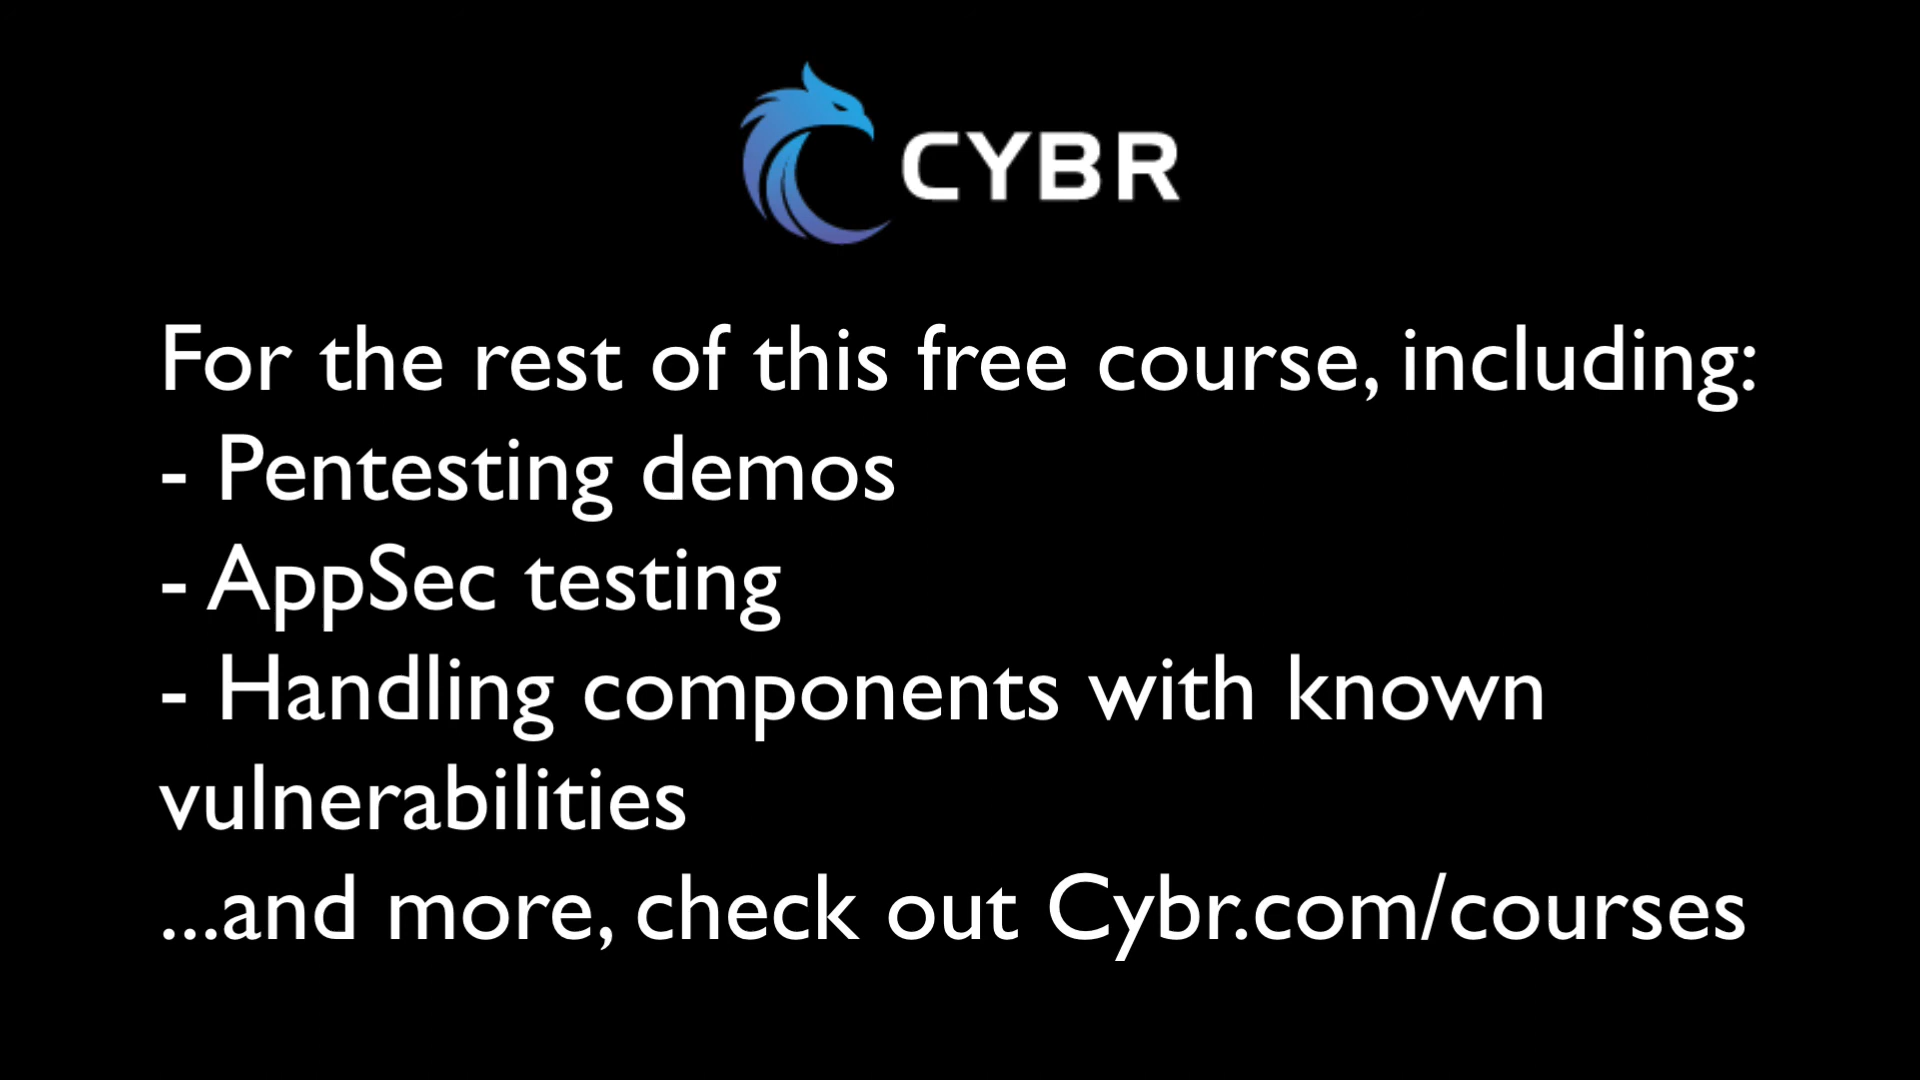 CYBR
For the rest of this free course, including:
- Pentesting demos
- AppSec testing
- Handling components with known
vulnerabilities
...and more, check out Cybr.com/courses